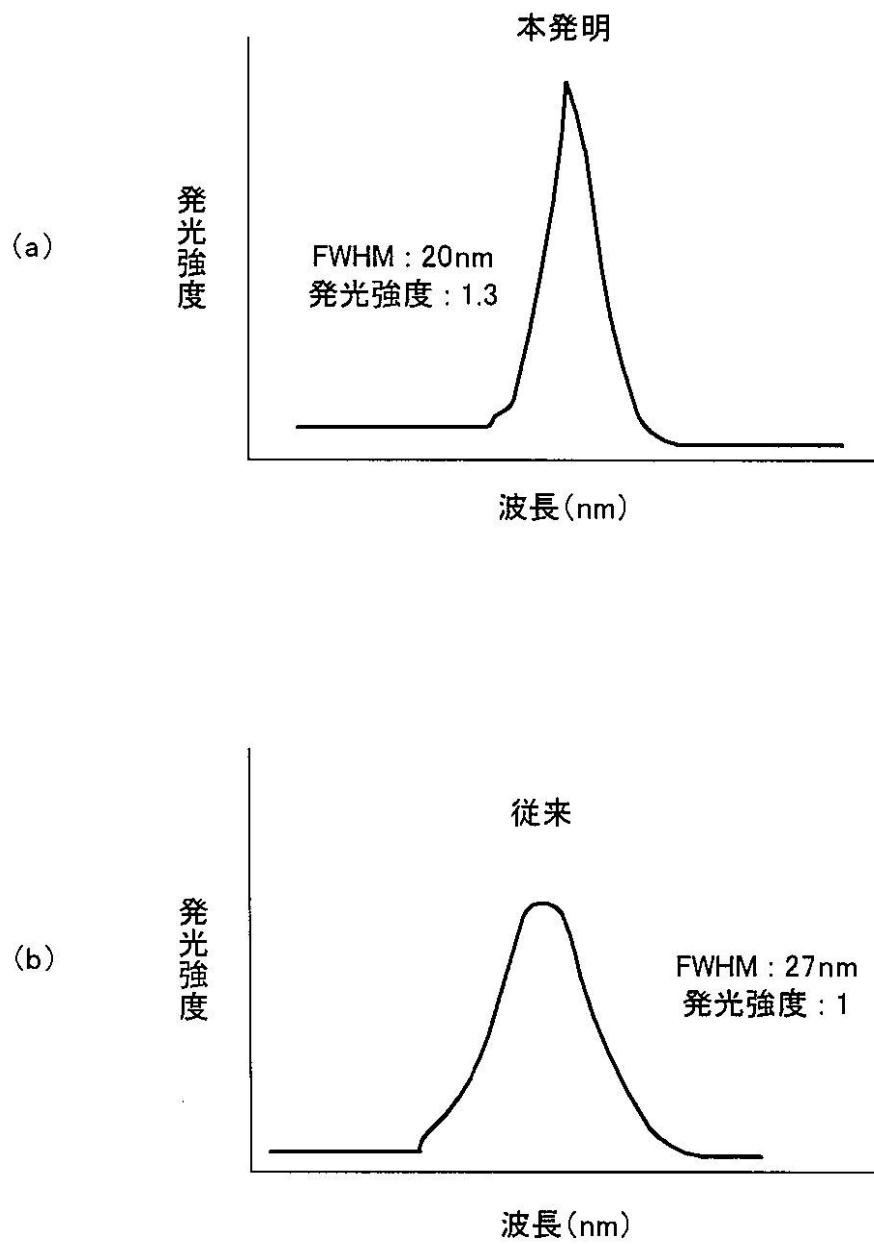 本発明
(a)
発光強度
FWHM : 20nm
発光強度 : 1.3
波長(nm)
従来
(b)
発光強度
FWHM : 27nm
発光強度 : 1
波長(nm)